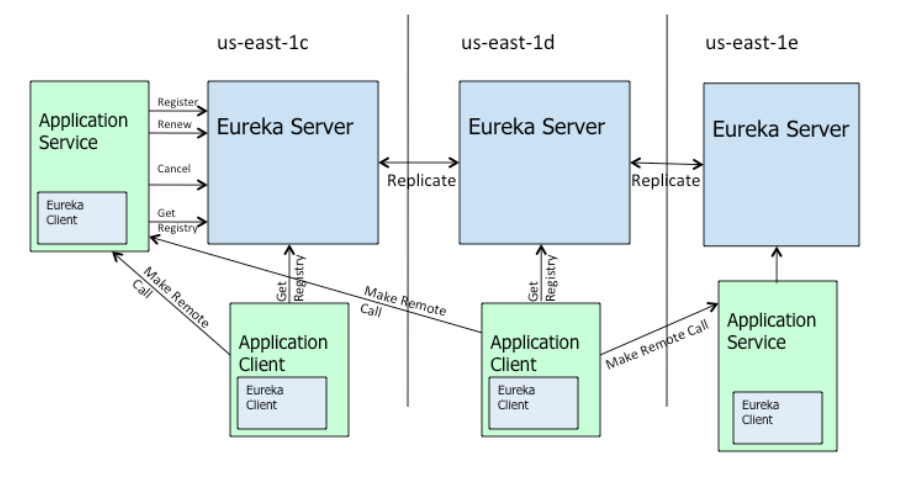 us-east-1c
us-east-1d
us-east-1e
Application
Service
Eureka
Client
Register
Renew
Cancel
Get
Registry
Eureka Server
Replicate
Eureka Server
Replicate
Eureka Server
Make Remote
Call
Get
Registry
Make Remote
Call
Get
Registry
Make Remote Call
Application
Client
Eureka
Client
Application
Client
Eureka
Client
Application
Service
Eureka
Client